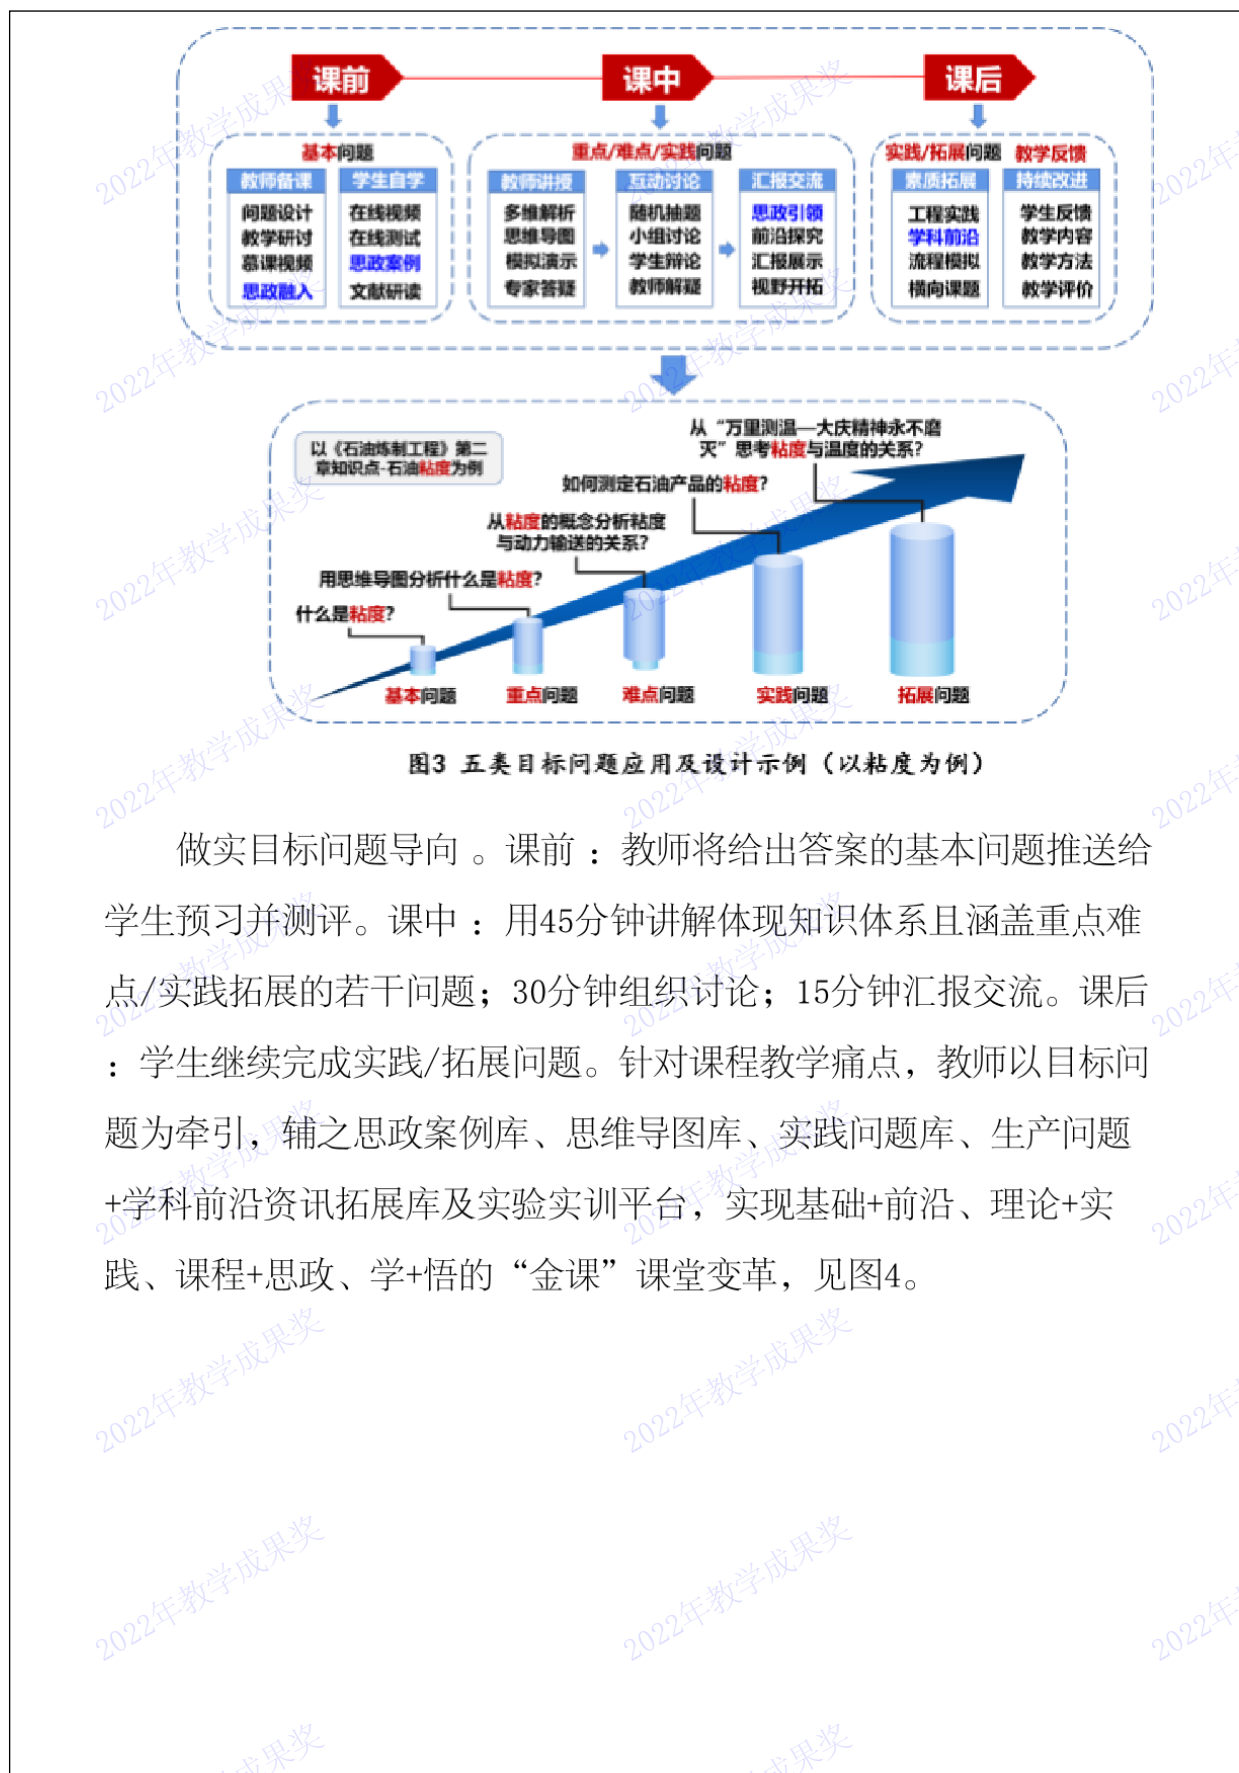 课前
课中
课后
基本问题
重点/难点/实践问题
实践/拓展问题 教学反馈
教师备课
问题设计
教学研讨
慕课视频
思政融入
学生自学
在线视频
在线测试
思政案例
文献研读
教师讲授
多维解析
思维导图
模拟演示
专家答疑
互动讨论
随机抽题
小组讨论
学生辩论
教师解疑
汇报交流
思政引领
前沿探究
汇报展示
视野开拓
素质拓展
工程实践
学科前沿
流程模拟
横向课题
持续改进
学生反馈
教学内容
教学方法
教学评价
以《石油炼制工程》第二
章知识点-石油粘度为例
从“万里测温—大庆精神永不磨
灭”思考粘度与温度的关系?
如何测定石油产品的粘度?
从粘度的概念分析粘度
与动力输送的关系?
用思维导图分析什么是粘度?
什么是粘度?
基本问题
重点问题
难点问题
实践问题
拓展问题
图3 五类目标问题应用及设计示例（以粘度为例）
做实目标问题导向 。课前 ：教师将给出答案的基本问题推送给
学生预习并测评。课中 ：用45分钟讲解体现知识体系且涵盖重点难
点/实践拓展的若干问题；30分钟组织讨论；15分钟汇报交流。课后
：学生继续完成实践/拓展问题。针对课程教学痛点，教师以目标问
题为牵引，辅之思政案例库、思维导图库、实践问题库、生产问题
+学科前沿资讯拓展库及实验实训平台，实现基础+前沿、理论+实
践、课程+思政、学+悟的“金课”课堂变革，见图4。
2022年教学成果奖